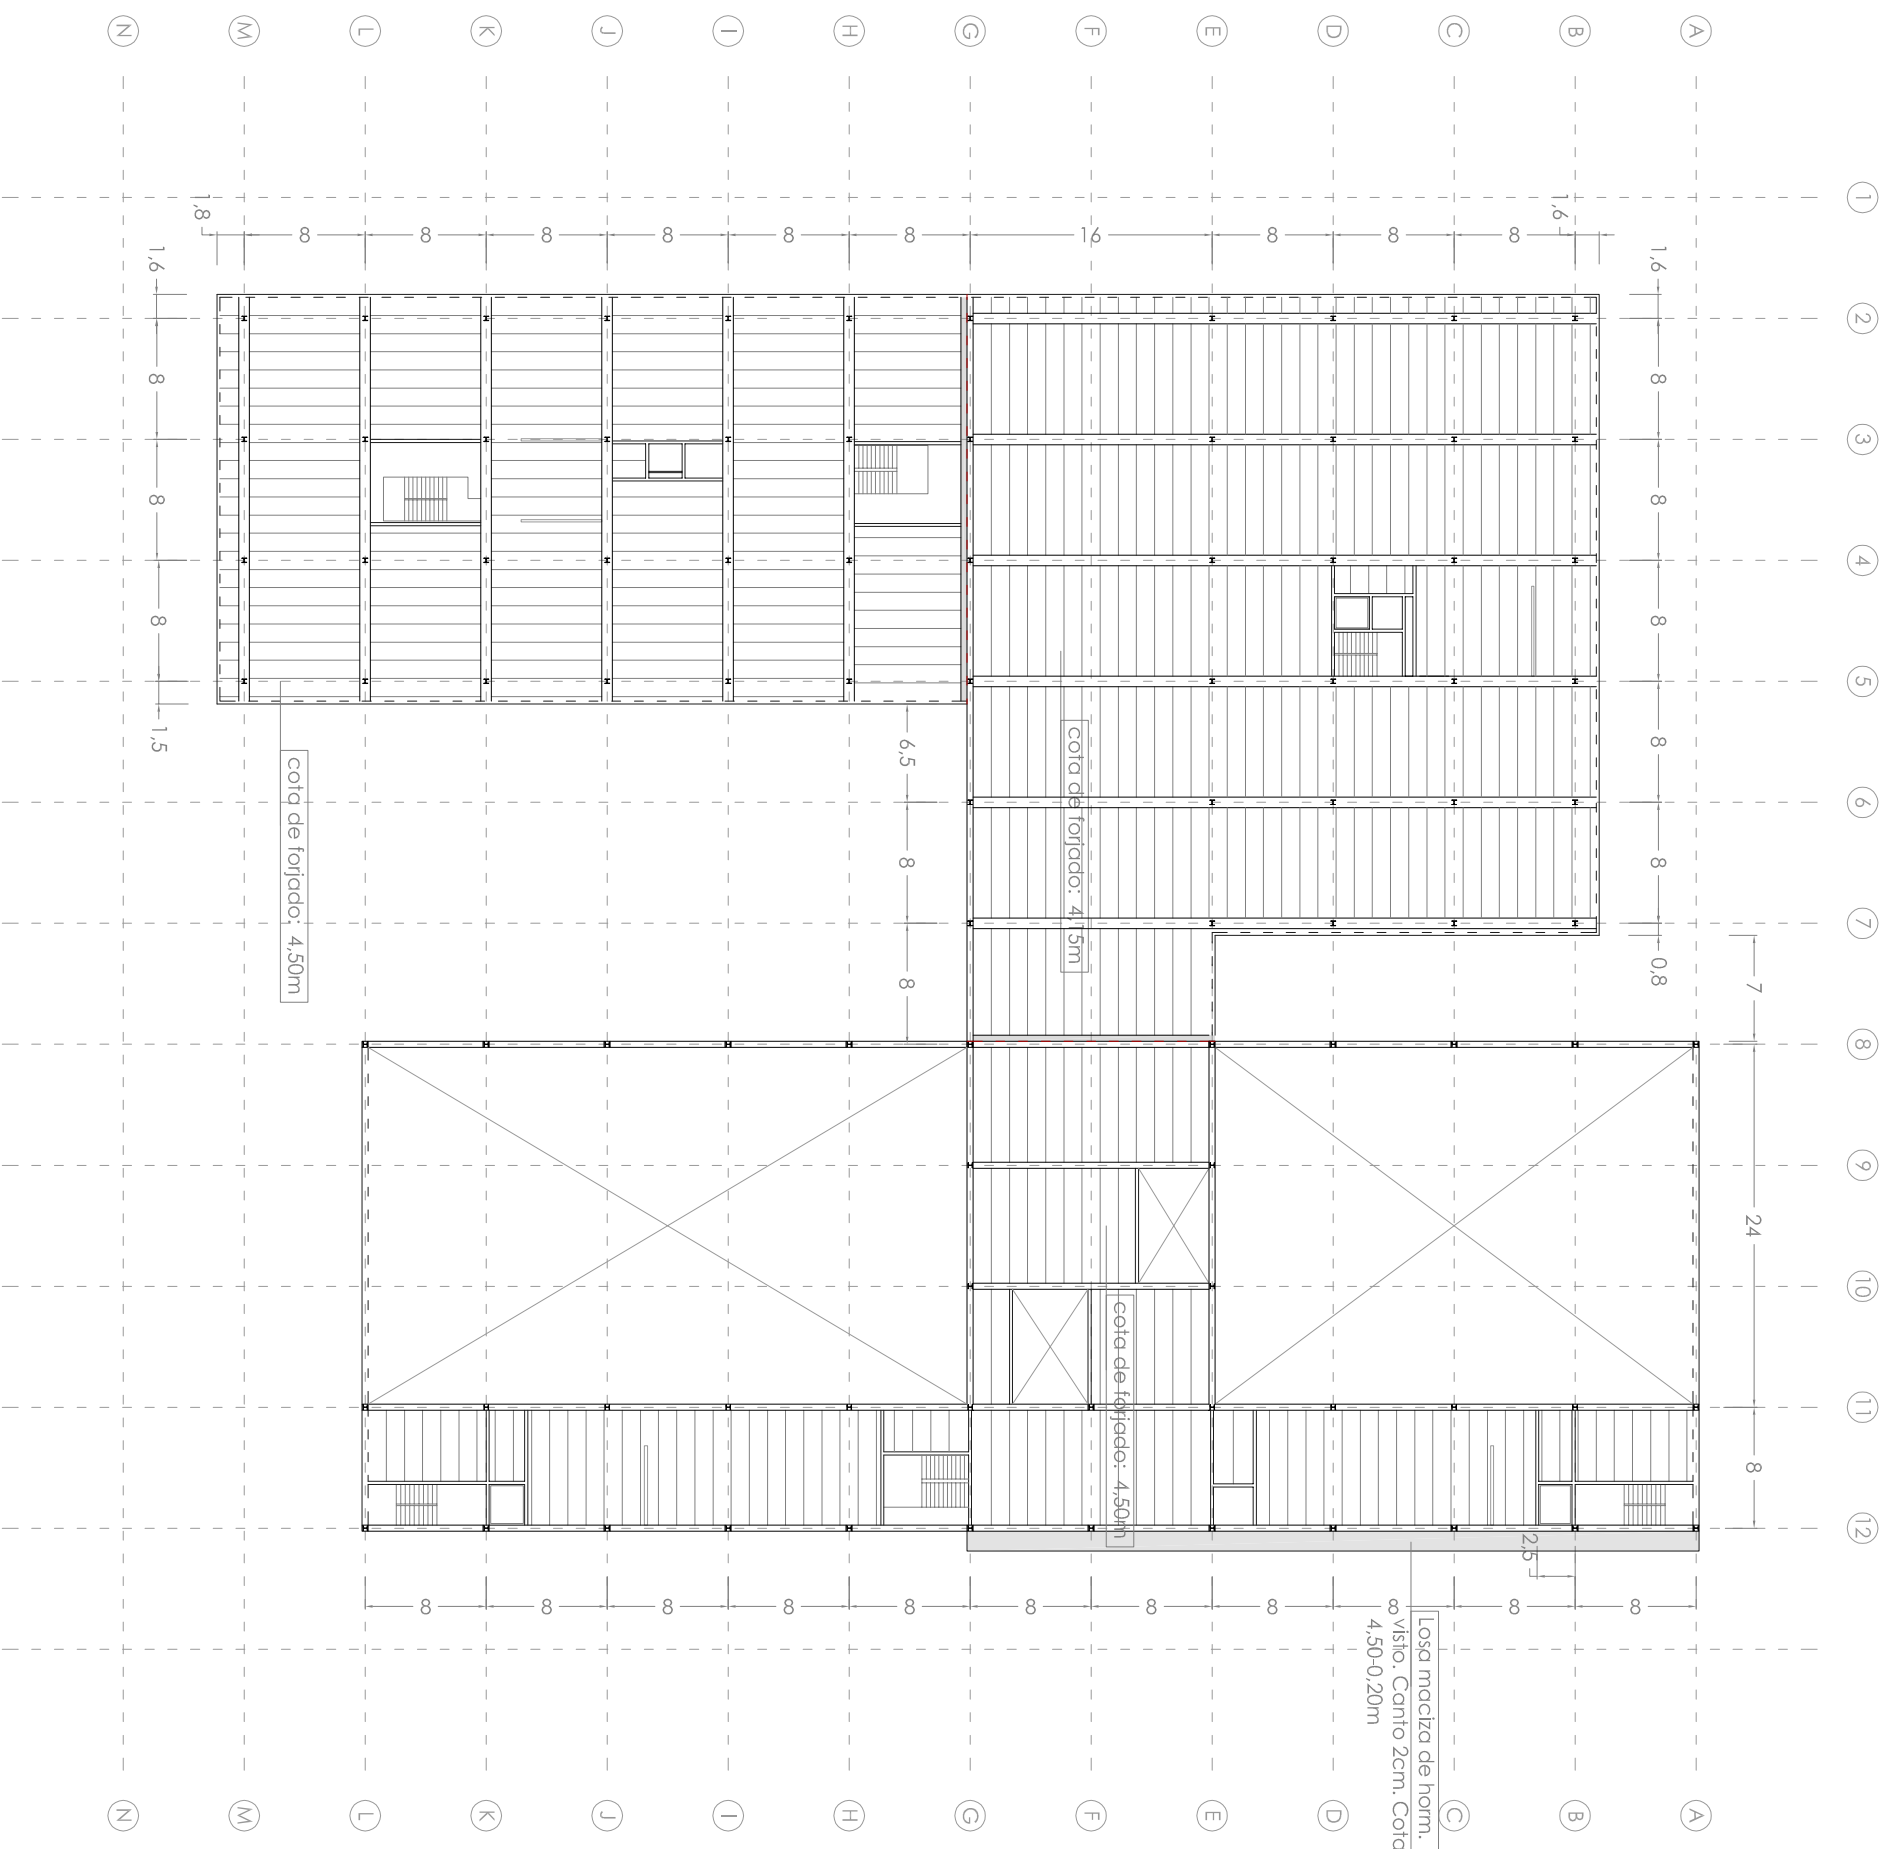 N
M
L
K
J
I
H
G
F
E
D
C
B
A
1
2
3
4
5
6
7
8
9
10
11
12
1,8
8
8
8
8
8
8
16
8
8
8
1,6
1,6
8
8
8
1,5
1,6
8
8
8
8
8
0,8
6,5
8
8
7
24
8
cota de forjado: 4,50m
cota de forjado: 4,15m
cota de forjado: 4,50m
2,5
8
8
8
8
8
8
8
8
8
8
8
Losa maciza de horm.
visto. Canto 2cm. Cota
4,50-0,20m
N
M
L
K
J
I
H
G
F
E
D
C
B
A